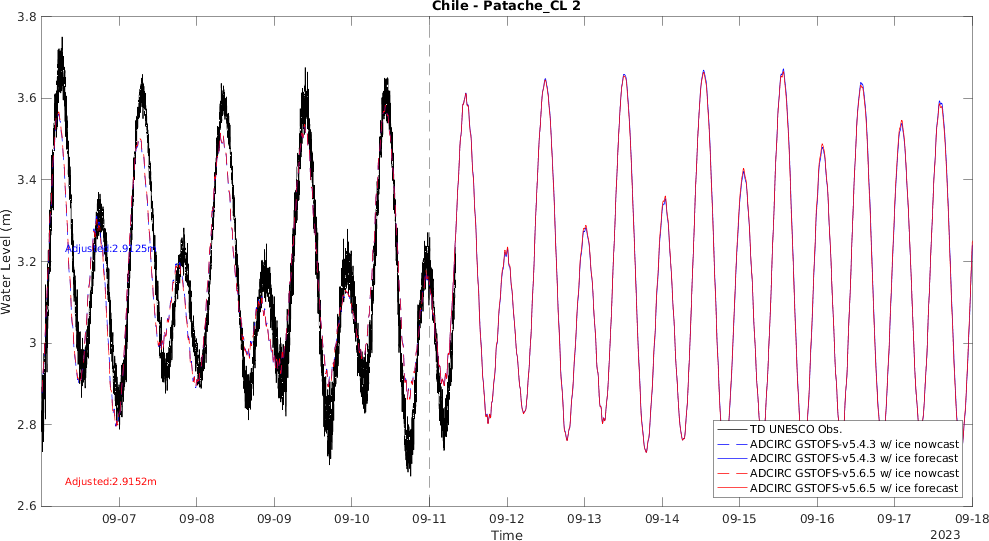 Chile - Patache_CL 2
3.8
3.6
3.4
3.2
3
2.8
2.6
Water Level (m)
Adjusted:2.9125m
Adjusted:2.9152m
TD UNESCO Obs.
ADCIRC GSTOFS-v5.4.3 w/ ice nowcast
ADCIRC GSTOFS-v5.4.3 w/ ice forecast
ADCIRC GSTOFS-v5.6.5 w/ ice nowcast
ADCIRC GSTOFS-v5.6.5 w/ ice forecast
09-07 09-08 09-09 09-10 09-11 09-12 09-13 09-14 09-15 09-16 09-17 09-18
Time
2023